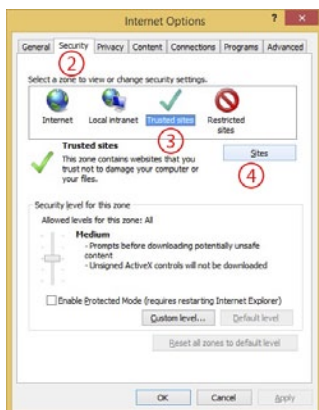 Internet Options
? ×
General Security Privacy Content Connections Programs Advanced
2
Select a zone to view or change security settings.
Internet Local intranet Trusted sites Restricted sites
3
Trusted sites
This zone contains websites that you
trust not to damage your computer or
your files.
Sites
4
Security level for this zone
Allowed levels for this zone: All
Medium
- Prompts before downloading potentially unsafe
content
- Unsigned ActiveX controls will not be downloaded
Enable Protected Mode (requires restarting Internet Explorer)
Custom level... Default level
Reset all zones to default level
OK Cancel Apply